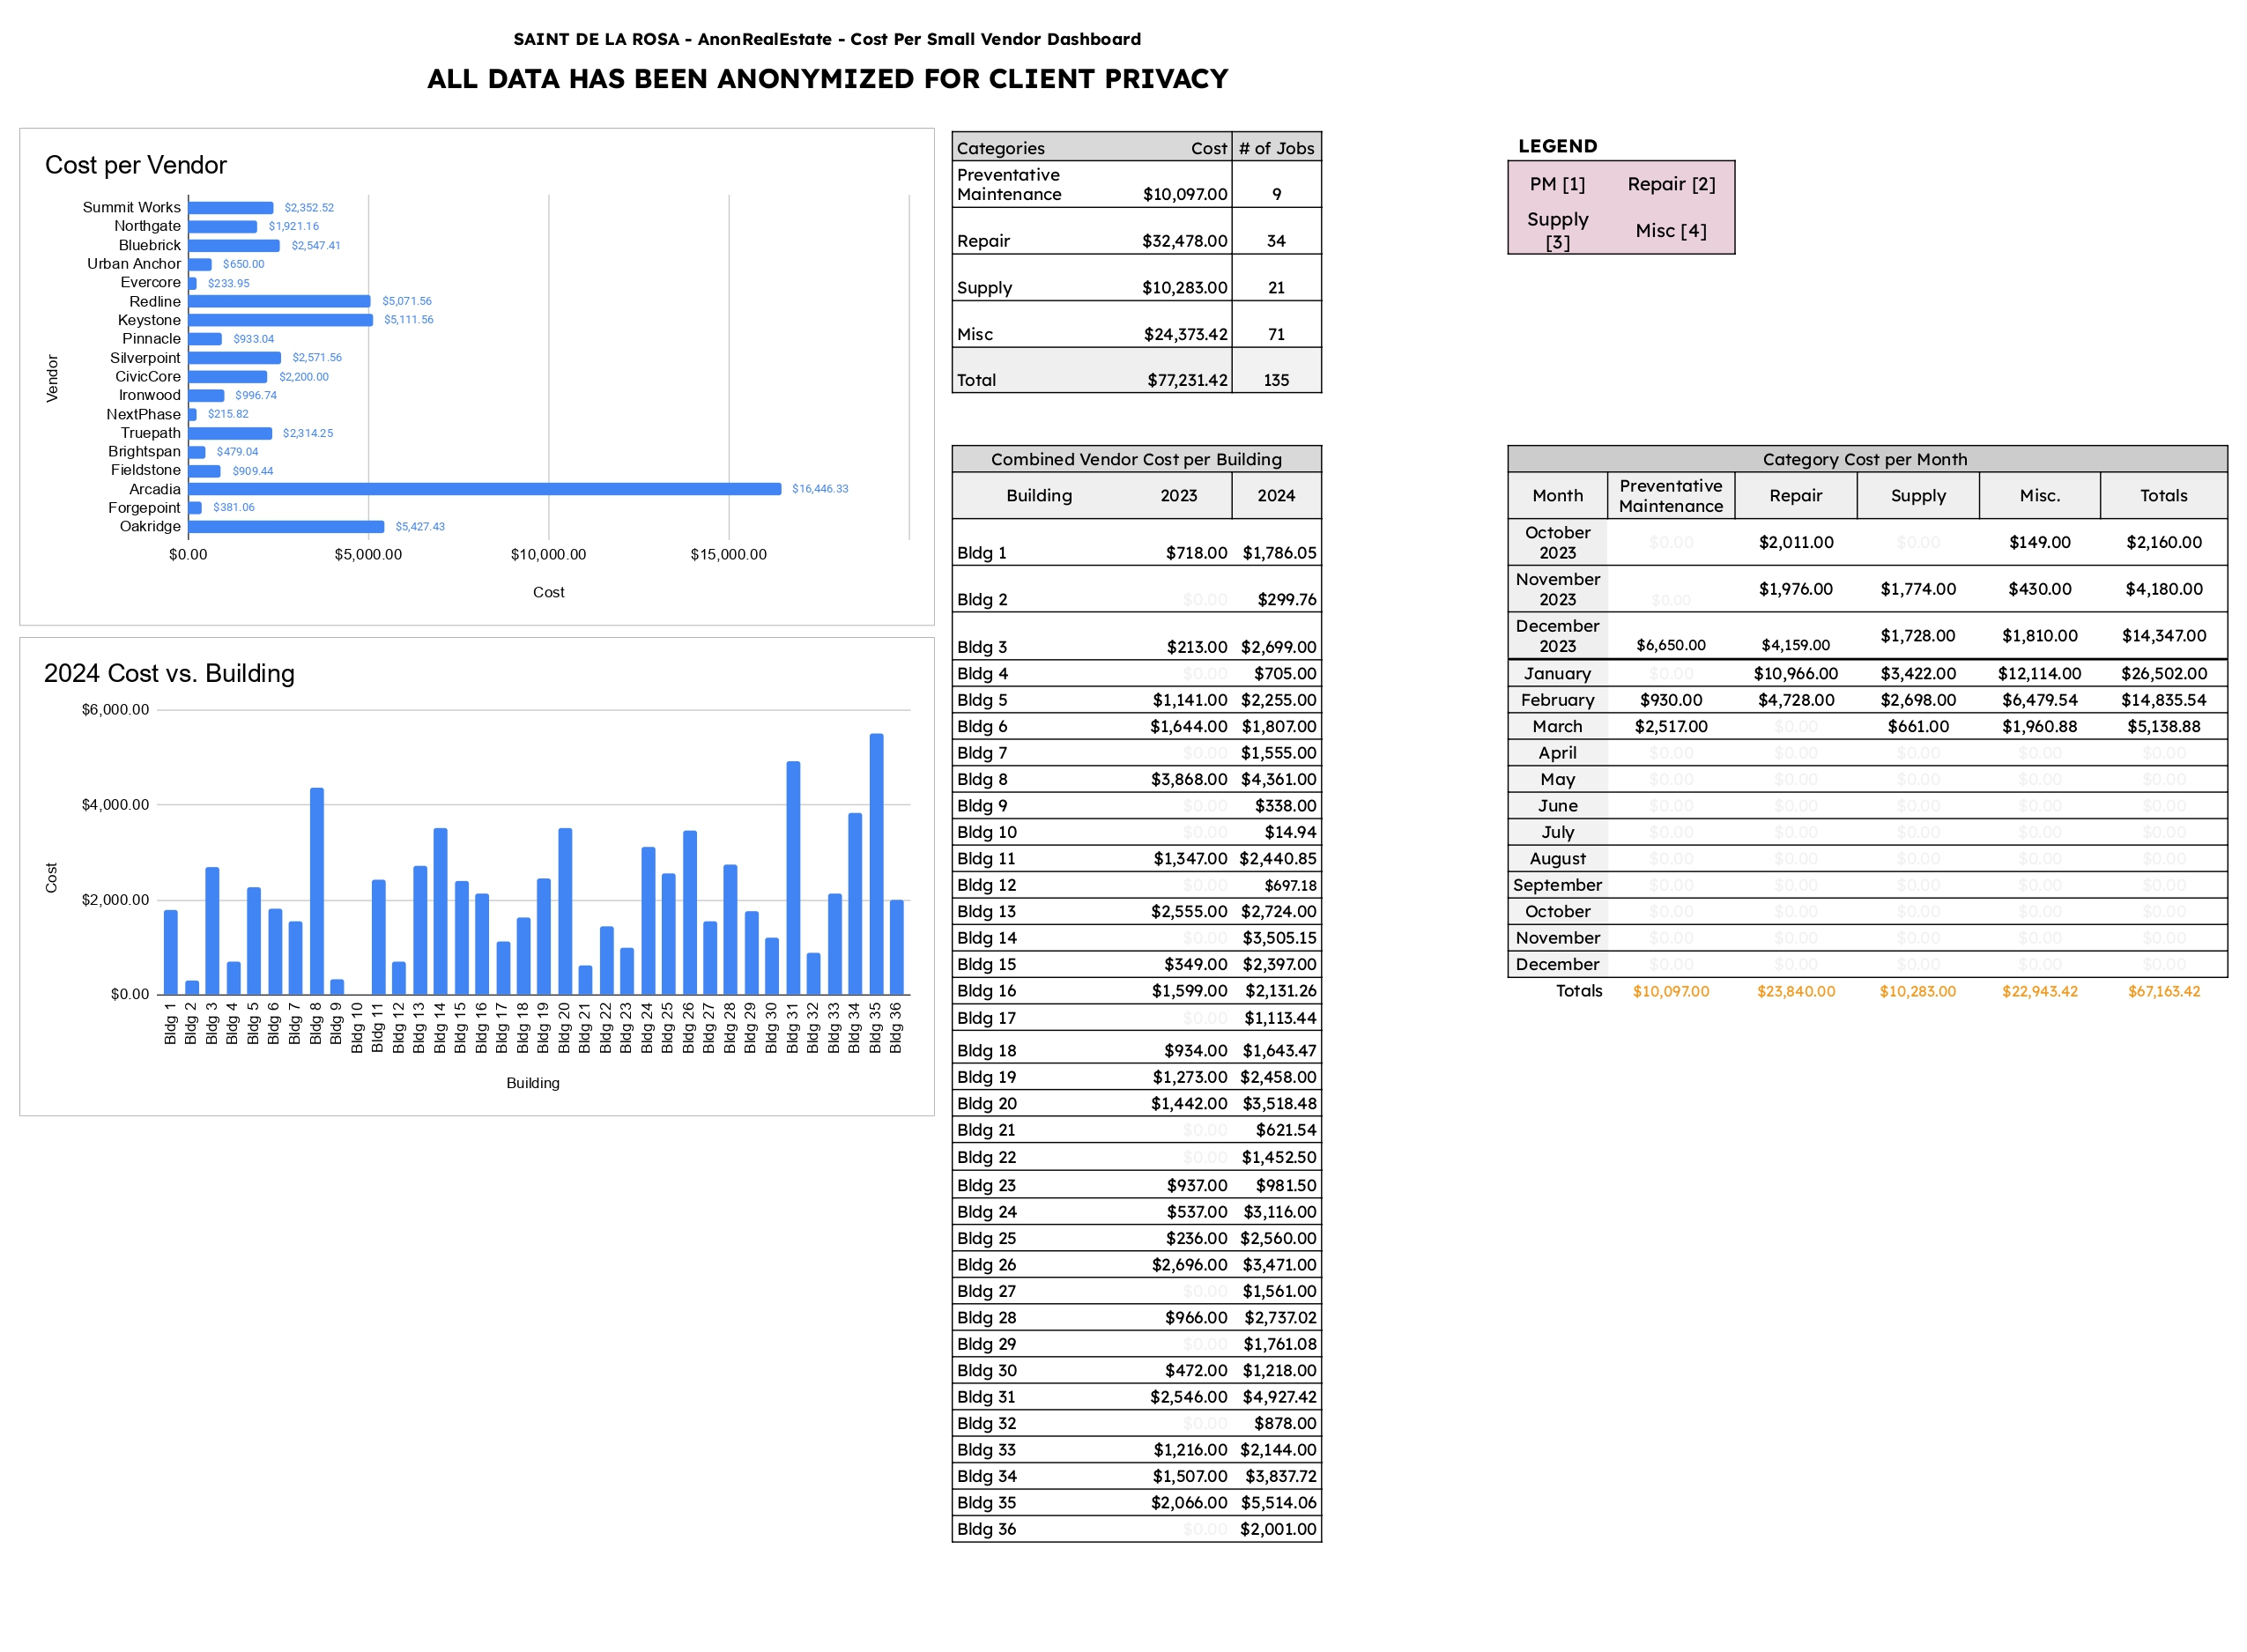 SAINT DE LA ROSA - AnonRealEstate - Cost Per Small Vendor Dashboard
ALL DATA HAS BEEN ANONYMIZED FOR CLIENT PRIVACY
Cost per Vendor
Vendor
Summit Works $2,352.52
Northgate $1,921.16
Bluebrick $2,547.41
Urban Anchor $650.00
Evercore $233.95
Redline $5,071.56
Keystone $5,111.56
Pinnacle $933.04
Silverpoint $2,571.56
CivicCore $2,200.00
Ironwood $996.74
NextPhase $215.82
Truepath $2,314.25
Brightspan $479.04
Fieldstone $909.44
Arcadia $16,446.33
Forgepoint $381.06
Oakridge $5,427.43
$0.00 $5,000.00 $10,000.00 $15,000.00
Cost
2024 Cost vs. Building
Cost
$6,000.00
$4,000.00
$2,000.00
$0.00
Bldg 1 Bldg 2 Bldg 3 Bldg 4 Bldg 5 Bldg 6 Bldg 7 Bldg 8 Bldg 9 Bldg 10 Bldg 11 Bldg 12 Bldg 13 Bldg 14 Bldg 15 Bldg 16 Bldg 17 Bldg 18 Bldg 19 Bldg 20 Bldg 21 Bldg 22 Bldg 23 Bldg 24 Bldg 25 Bldg 26 Bldg 27 Bldg 28 Bldg 29 Bldg 30 Bldg 31 Bldg 32 Bldg 33 Bldg 34 Bldg 35 Bldg 36
Building
Categories Cost # of Jobs
Preventative
Maintenance $10,097.00 9
Repair $32,478.00 34
Supply $10,283.00 21
Misc $24,373.42 71
Total $77,231.42 135
Combined Vendor Cost per Building
Building 2023 2024
Bldg 1 $718.00 $1,786.05
Bldg 2 $0.00 $299.76
Bldg 3 $213.00 $2,699.00
Bldg 4 $0.00 $705.00
Bldg 5 $1,141.00 $2,255.00
Bldg 6 $1,644.00 $1,807.00
Bldg 7 $0.00 $1,555.00
Bldg 8 $3,868.00 $4,361.00
Bldg 9 $0.00 $338.00
Bldg 10 $0.00 $14.94
Bldg 11 $1,347.00 $2,440.85
Bldg 12 $0.00 $697.18
Bldg 13 $2,555.00 $2,724.00
Bldg 14 $0.00 $3,505.15
Bldg 15 $349.00 $2,397.00
Bldg 16 $1,599.00 $2,131.26
Bldg 17 $0.00 $1,113.44
Bldg 18 $934.00 $1,643.47
Bldg 19 $1,273.00 $2,458.00
Bldg 20 $1,442.00 $3,518.48
Bldg 21 $0.00 $621.54
Bldg 22 $0.00 $1,452.50
Bldg 23 $937.00 $981.50
Bldg 24 $537.00 $3,116.00
Bldg 25 $236.00 $2,560.00
Bldg 26 $2,696.00 $3,471.00
Bldg 27 $0.00 $1,561.00
Bldg 28 $966.00 $2,737.02
Bldg 29 $0.00 $1,761.08
Bldg 30 $472.00 $1,218.00
Bldg 31 $2,546.00 $4,927.42
Bldg 32 $0.00 $878.00
Bldg 33 $1,216.00 $2,144.00
Bldg 34 $1,507.00 $3,837.72
Bldg 35 $2,066.00 $5,514.06
Bldg 36 $0.00 $2,001.00
LEGEND
PM [1] Repair [2]
Supply
[3] Misc [4]
Category Cost per Month
Month Preventative
Maintenance Repair Supply Misc. Totals
October
2023 $0.00 $2,011.00 $0.00 $149.00 $2,160.00
November
2023 $0.00 $1,976.00 $1,774.00 $430.00 $4,180.00
December
2023 $6,650.00 $4,159.00 $1,728.00 $1,810.00 $14,347.00
January $0.00 $10,966.00 $3,422.00 $12,114.00 $26,502.00
February $930.00 $4,728.00 $2,698.00 $6,479.54 $14,835.54
March $2,517.00 $0.00 $661.00 $1,960.88 $5,138.88
April $0.00 $0.00 $0.00 $0.00 $0.00
May $0.00 $0.00 $0.00 $0.00 $0.00
June $0.00 $0.00 $0.00 $0.00 $0.00
July $0.00 $0.00 $0.00 $0.00 $0.00
August $0.00 $0.00 $0.00 $0.00 $0.00
September $0.00 $0.00 $0.00 $0.00 $0.00
October $0.00 $0.00 $0.00 $0.00 $0.00
November $0.00 $0.00 $0.00 $0.00 $0.00
December $0.00 $0.00 $0.00 $0.00 $0.00
Totals $10,097.00 $23,840.00 $10,283.00 $22,943.42 $67,163.42